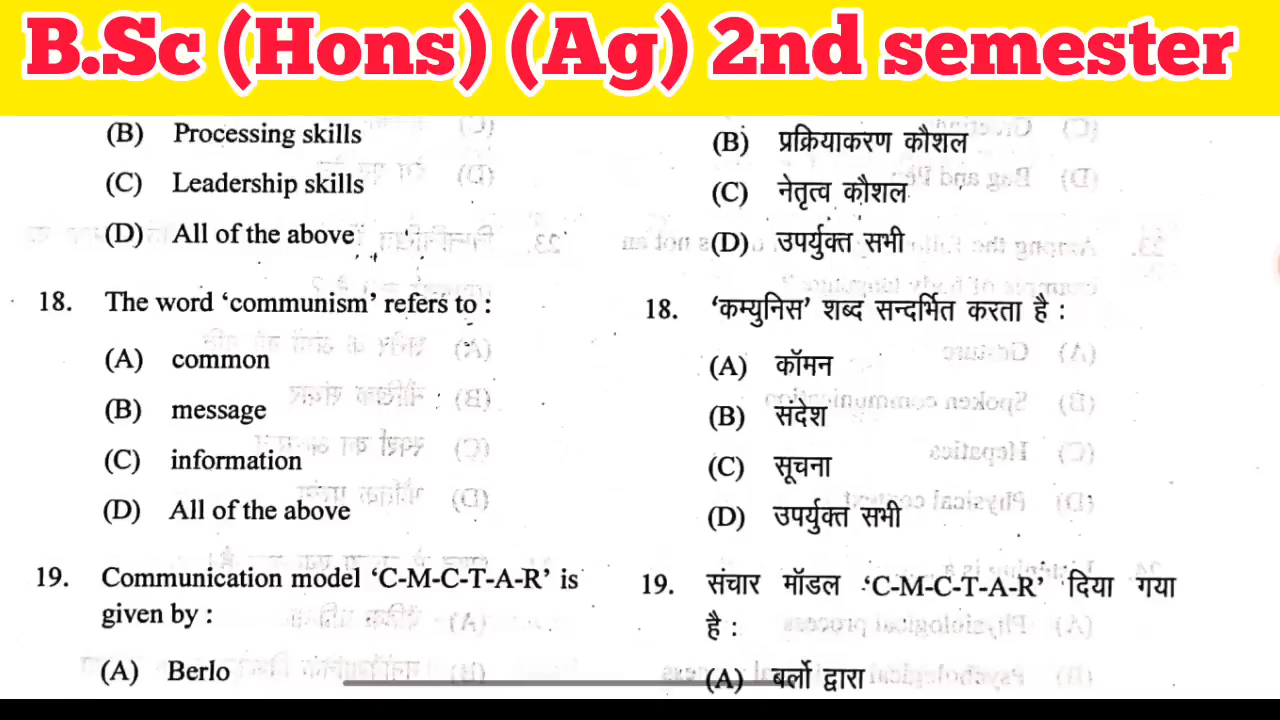 B.Sc (Hons) (Ag) 2nd semester
(B) Processing skills
(C) Leadership skills
(D) All of the above
18. The word ‘communism’ refers to :
(A) common
(B) message
(C) information
(D) All of the above
19. Communication model ‘C-M-C-T-A-R’ is
given by :
(A) Berlo
(B) प्रक्रियाकरण कौशल
(C) नेतृत्व कौशल
(D) उपर्युक्त सभी
18. ‘कम्युनिस’ शब्द सन्दर्भित करता है :
(A) कॉमन
(B) संदेश
(C) सूचना
(D) उपर्युक्त सभी
19. संचार मॉडल ‘C-M-C-T-A-R’ दिया गया
है :
(A) बर्लो द्वारा